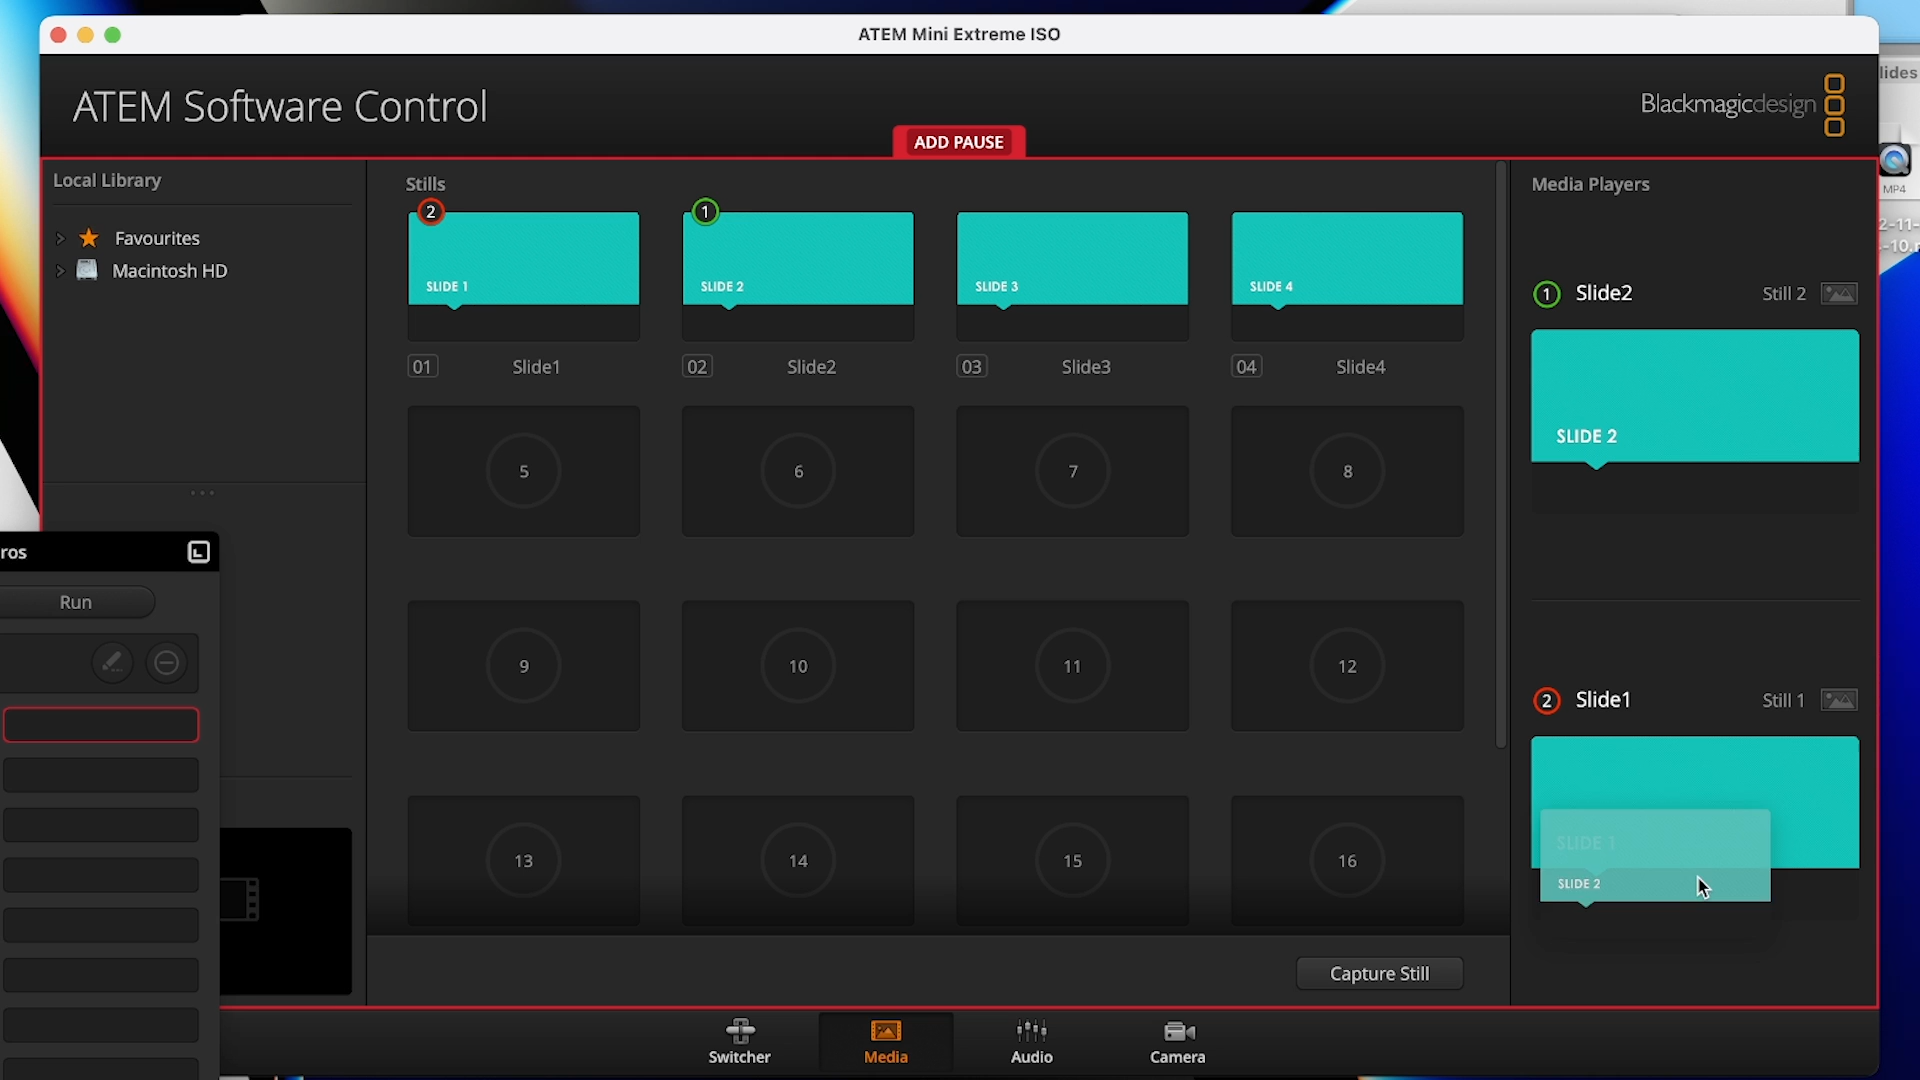 ATEM Mini Extreme ISO
ATEM Software Control
Blackmagicdesign
ADD PAUSE
Local Library
Favourites
Macintosh HD
Stills
2
SLIDE 1
1
SLIDE 2
SLIDE 3
SLIDE 4
01 Slide1
02 Slide2
03 Slide3
04 Slide4
5
6
7
8
9
10
11
12
13
14
15
16
Capture Still
Media Players
1 Slide2 Still 2
SLIDE 2
2 Slide1 Still 1
SLIDE 1
SLIDE 2
ros
Run
Switcher
Media
Audio
Camera
lides
MP4
2-11-
-10.r